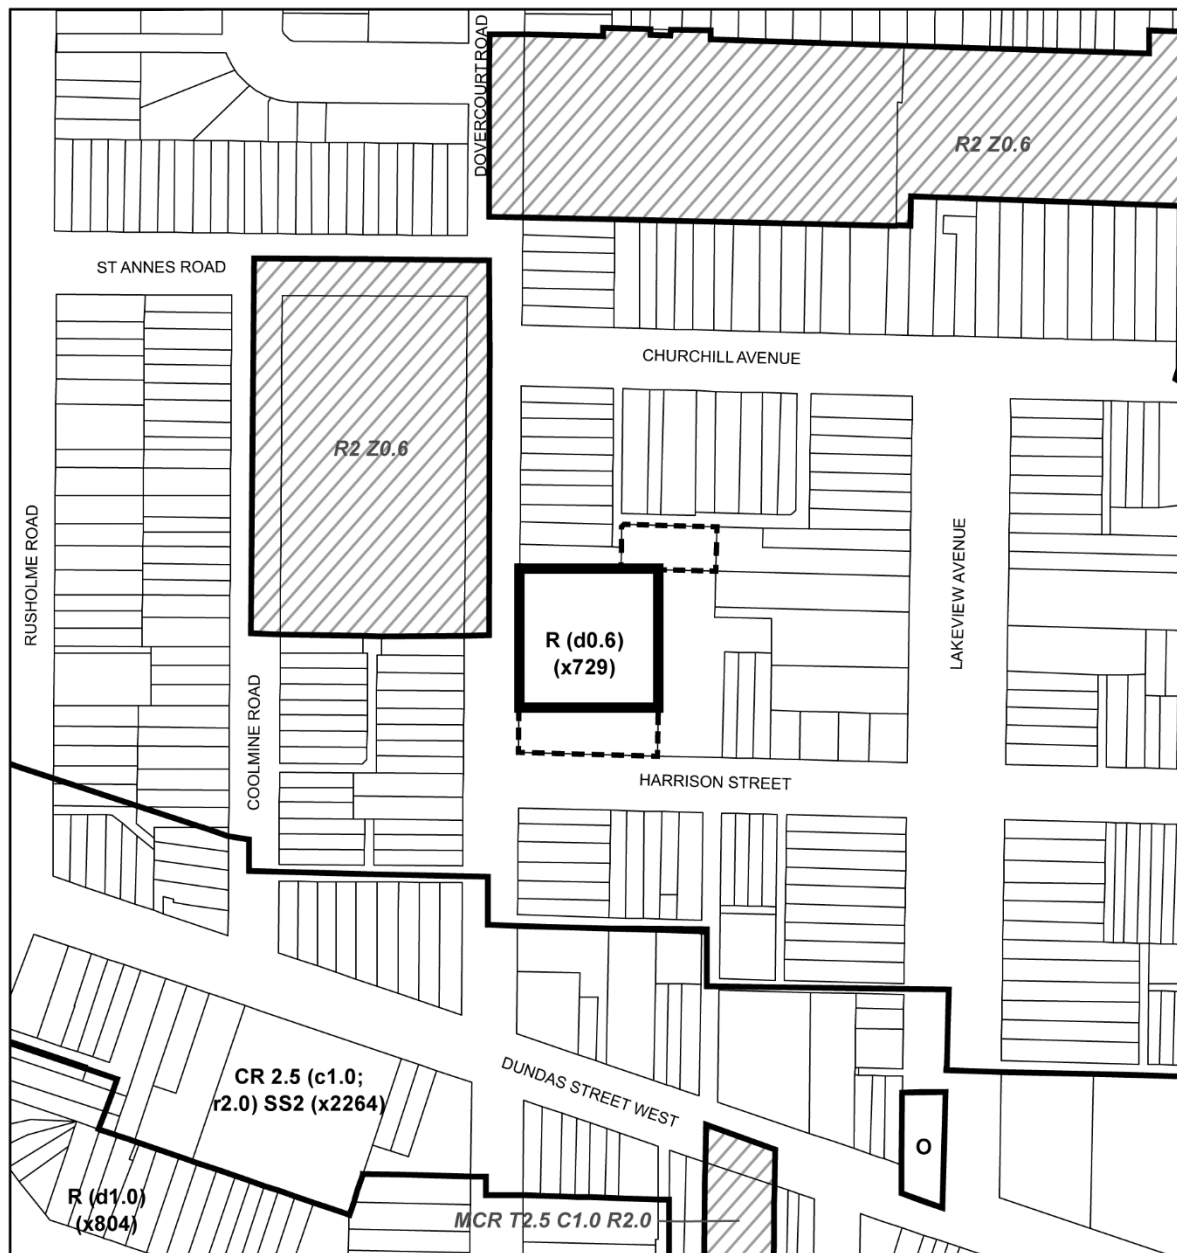 DOVERCOURT ROAD
R2 Z0.6
ST ANNES ROAD
CHURCHILL AVENUE
R2 Z0.6
RUSHOLME ROAD
LAKEVIEW AVENUE
R (d0.6)
(x729)
COOLMINE ROAD
HARRISON STREET
DUNDAS STREET WEST
CR 2.5 (c1.0;
r2.0) SS2 (x2264)
O
R (d1.0)
(x804)
MCR T2.5 C1.0 R2.0